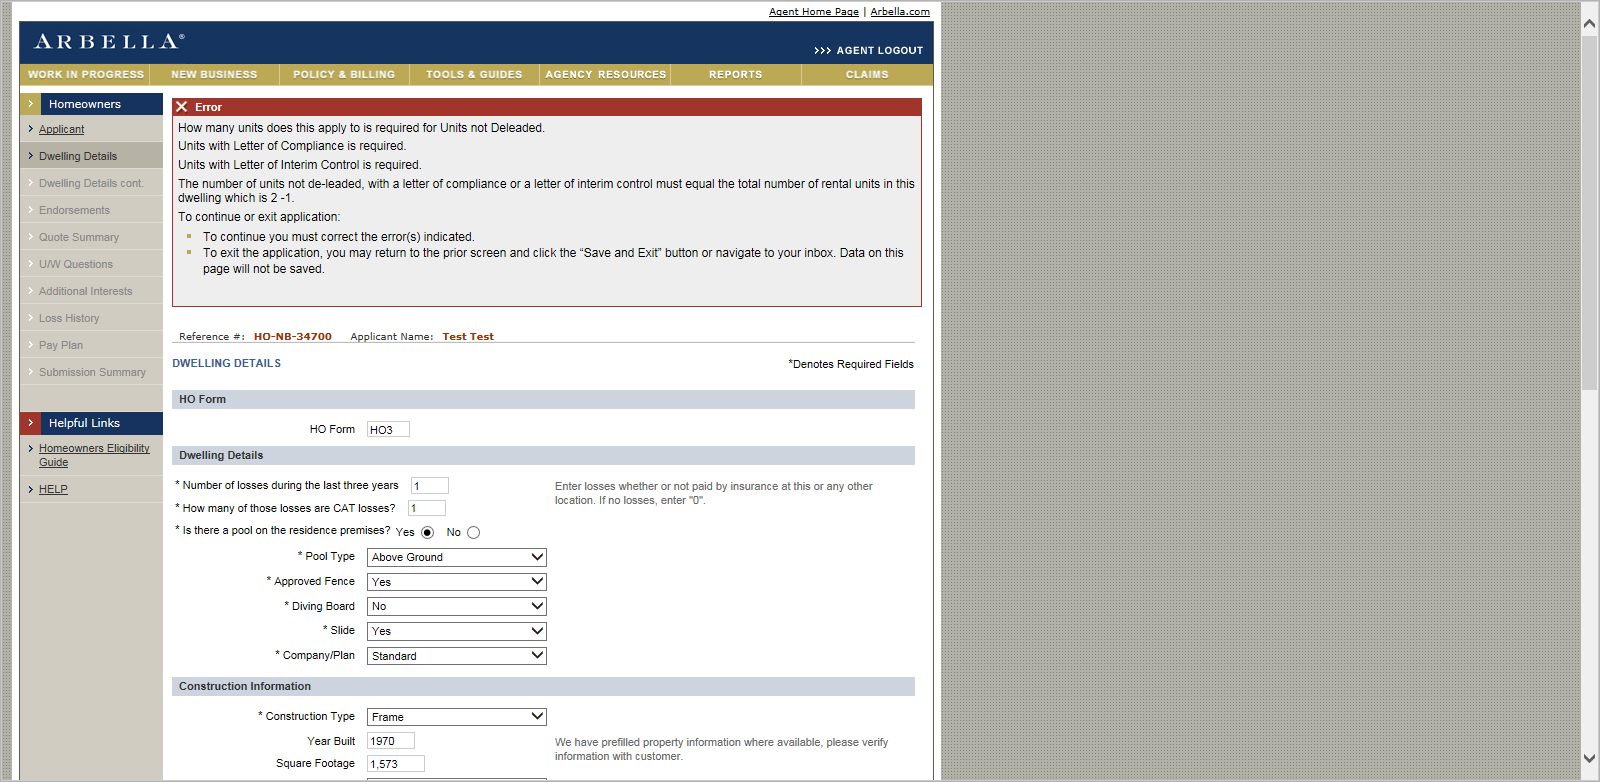 Agent Home Page | Arbella.com
ARBELLA®
>>> AGENT LOGOUT
WORK IN PROGRESS NEW BUSINESS POLICY & BILLING TOOLS & GUIDES AGENCY RESOURCES REPORTS CLAIMS
Homeowners
Applicant
Dwelling Details
Dwelling Details cont.
Endorsements
Quote Summary
U/W Questions
Additional Interests
Loss History
Pay Plan
Submission Summary
Helpful Links
Homeowners Eligibility
Guide
HELP
Error
How many units does this apply to is required for Units not Deleaded.
Units with Letter of Compliance is required.
Units with Letter of Interim Control is required.
The number of units not de-leaded, with a letter of compliance or a letter of interim control must equal the total number of rental units in this
dwelling which is 2 -1.
To continue or exit application:
To continue you must correct the error(s) indicated.
To exit the application, you may return to the prior screen and click the “Save and Exit” button or navigate to your inbox. Data on this
page will not be saved.
Reference #: HO-NB-34700 Applicant Name: Test Test
DWELLING DETAILS
*Denotes Required Fields
HO Form
HO Form HO3
Dwelling Details
* Number of losses during the last three years 1
Enter losses whether or not paid by insurance at this or any other
location. If no losses, enter "0".
* How many of those losses are CAT losses? 1
* Is there a pool on the residence premises? Yes No
* Pool Type Above Ground
* Approved Fence Yes
* Diving Board No
* Slide Yes
* Company/Plan Standard
Construction Information
* Construction Type Frame
Year Built 1970
We have prefilled property information where available, please verify
information with customer.
Square Footage 1,573